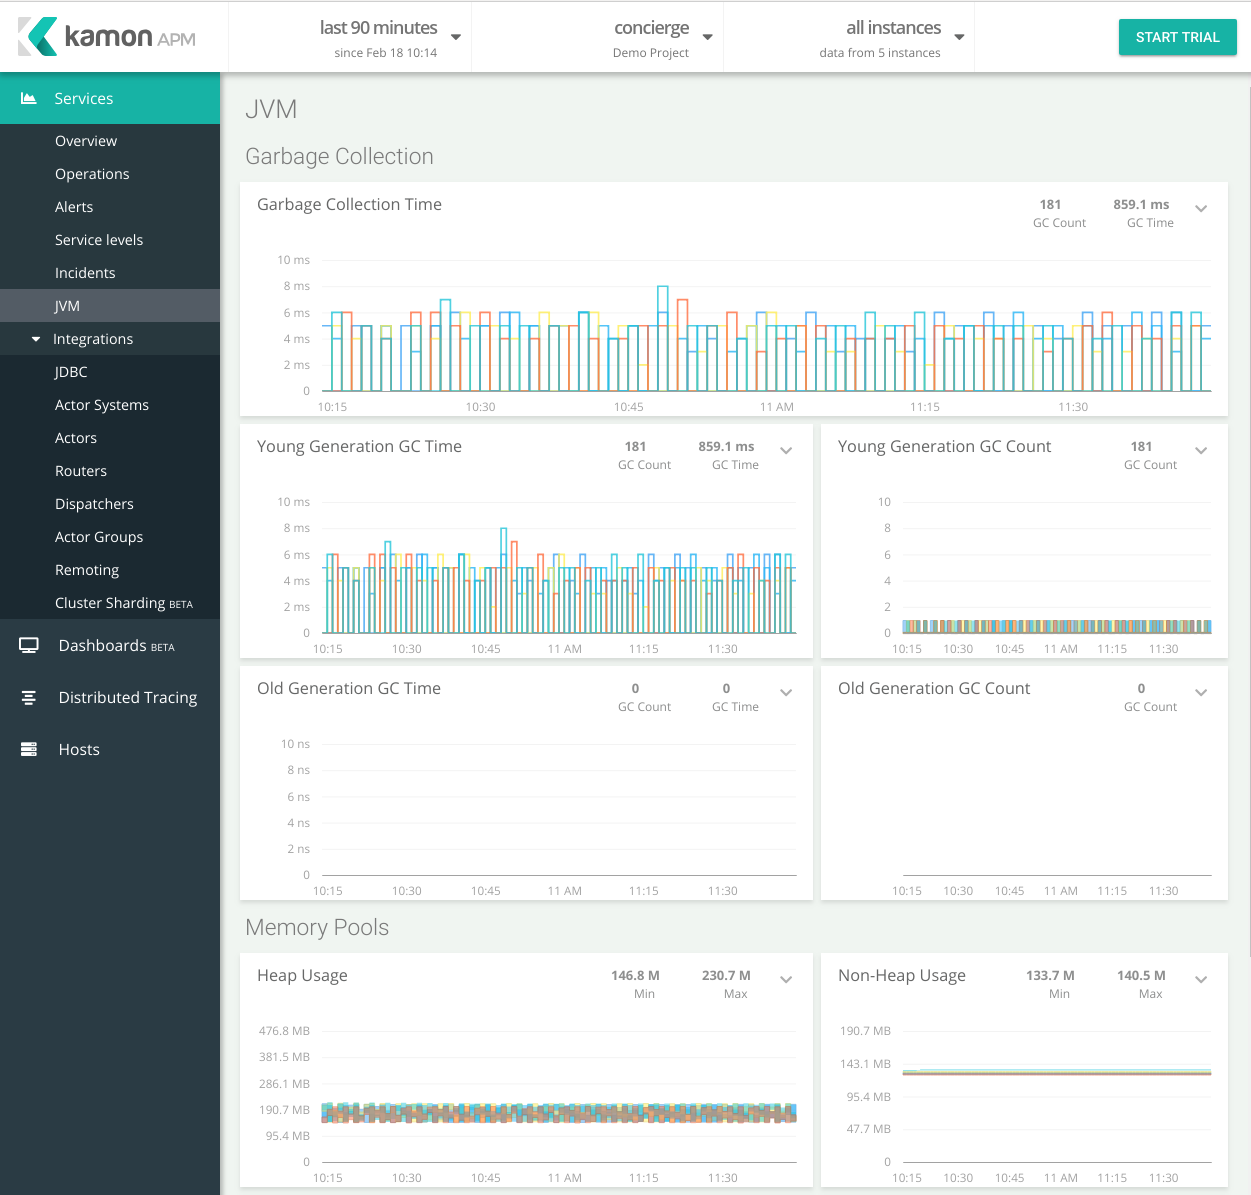 kamon APM
last 90 minutes
since Feb 18 10:14
concierge
Demo Project
all instances
data from 5 instances
START TRIAL
Services
Overview
Operations
Alerts
Service levels
Incidents
JVM
Integrations
JDBC
Actor Systems
Actors
Routers
Dispatchers
Actor Groups
Remoting
Cluster Sharding BETA
Dashboards BETA
Distributed Tracing
Hosts
JVM
Garbage Collection
Garbage Collection Time
181 859.1 ms
GC Count GC Time
10 ms
8 ms
6 ms
4 ms
2 ms
0
10:15 10:30 10:45 11 AM 11:15 11:30
Young Generation GC Time
181 859.1 ms
GC Count GC Time
10 ms
8 ms
6 ms
4 ms
2 ms
0
10:15 10:30 10:45 11 AM 11:15 11:30
Young Generation GC Count
181
GC Count
10
8
6
4
2
0
10:15 10:30 10:45 11 AM 11:15 11:30
Old Generation GC Time
0 0
GC Count GC Time
10 ns
8 ns
6 ns
4 ns
2 ns
0
10:15 10:30 10:45 11 AM 11:15 11:30
Old Generation GC Count
0
GC Count
10:15 10:30 10:45 11 AM 11:15 11:30
Memory Pools
Heap Usage
146.8 M 230.7 M
Min Max
476.8 MB
381.5 MB
286.1 MB
190.7 MB
95.4 MB
0
10:15 10:30 10:45 11 AM 11:15 11:30
Non-Heap Usage
133.7 M 140.5 M
Min Max
190.7 MB
143.1 MB
95.4 MB
47.7 MB
0
10:15 10:30 10:45 11 AM 11:15 11:30